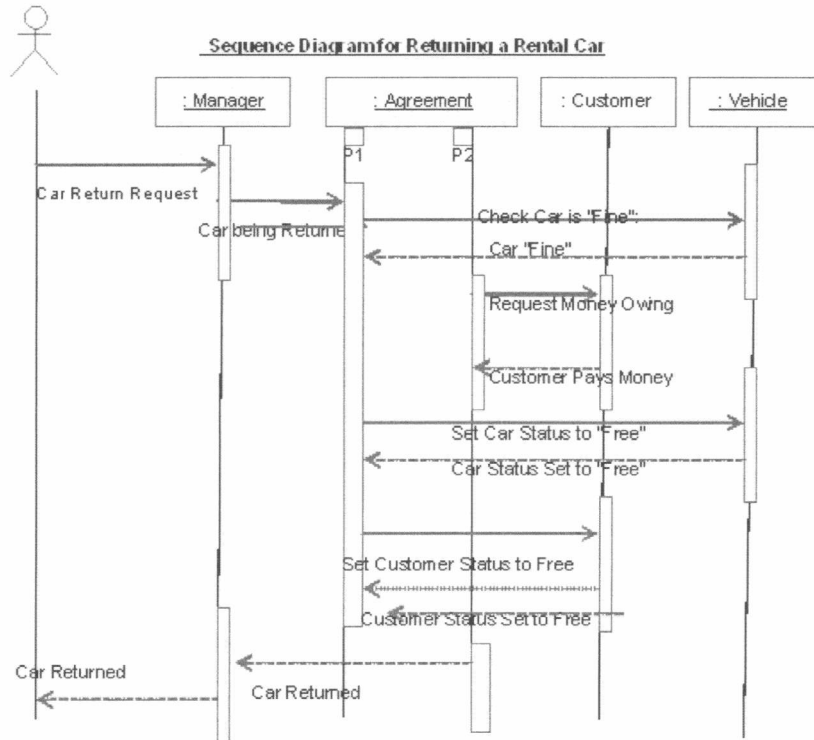 Sequence Diagram for Returning a Rental Car
: Manager
: Agreement
: Customer
: Vehicle
P1
P2
Car Return Request
Car being Returne
Check Car is "Fine":
Car "Fine"
Request Money Owing
Customer Pays Money
Set Car Status to "Free"
Car Status Set to "Free"
Set Customer Status to Free
Customer Status Set to Free
Car Returned
Car Returned